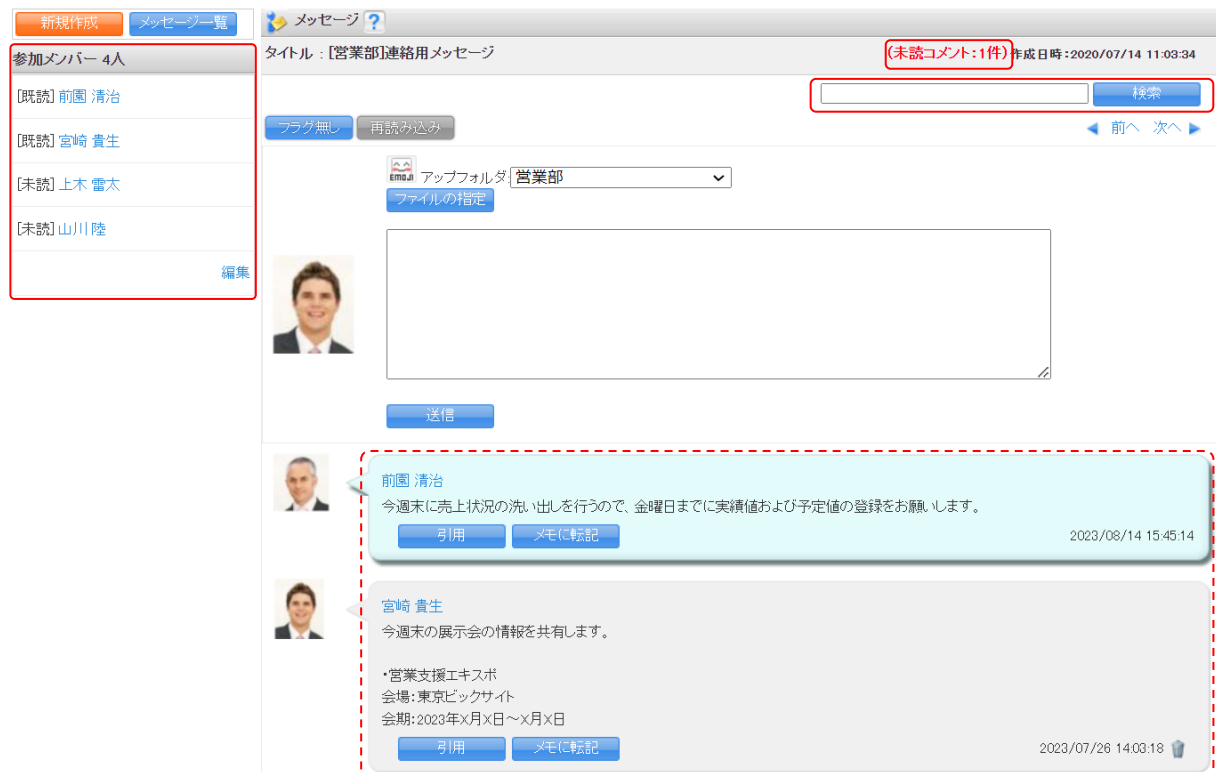 新規作成 メッセージ一覧
参加メンバー 4人
[既読] 前園 清治
[既読] 宮崎 貴生
[未読] 上木 雷太
[未読] 山川 陸
編集
メッセージ ?
タイトル : [営業部]連絡用メッセージ (未読コメント:1件) 作成日時:2020/07/14 11:03:34
検索
フラグ無し 再読み込み ◀ 前へ 次へ ▶
EMOJI アップフォルダ: 営業部
ファイルの指定
送信
前園 清治
今週末に売上状況の洗い出しを行うので、金曜日までに実績値および予定値の登録をお願いします。
引用 メモに転記 2023/08/14 15:45:14
宮崎 貴生
今週末の展示会の情報を共有します。
・営業支援エキスポ
会場:東京ビックサイト
会期:2023年X月X日～X月X日
引用 メモに転記 2023/07/26 14:03:18